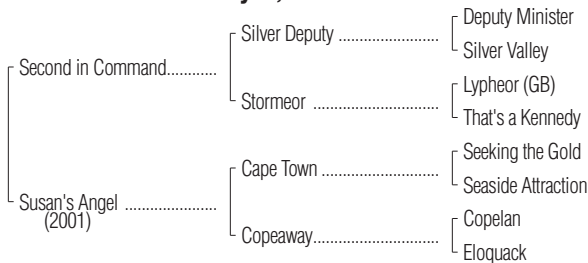 Deputy Minister
Silver Deputy ....................
Silver Valley
Second in Command............
Lypheor (GB)
Stormeor .........................
That's a Kennedy
Seeking the Gold
Cape Town .......................
Seaside Attraction
Susan's Angel .....................
(2001)
Copelan
Copeaway.........................
Eloquack